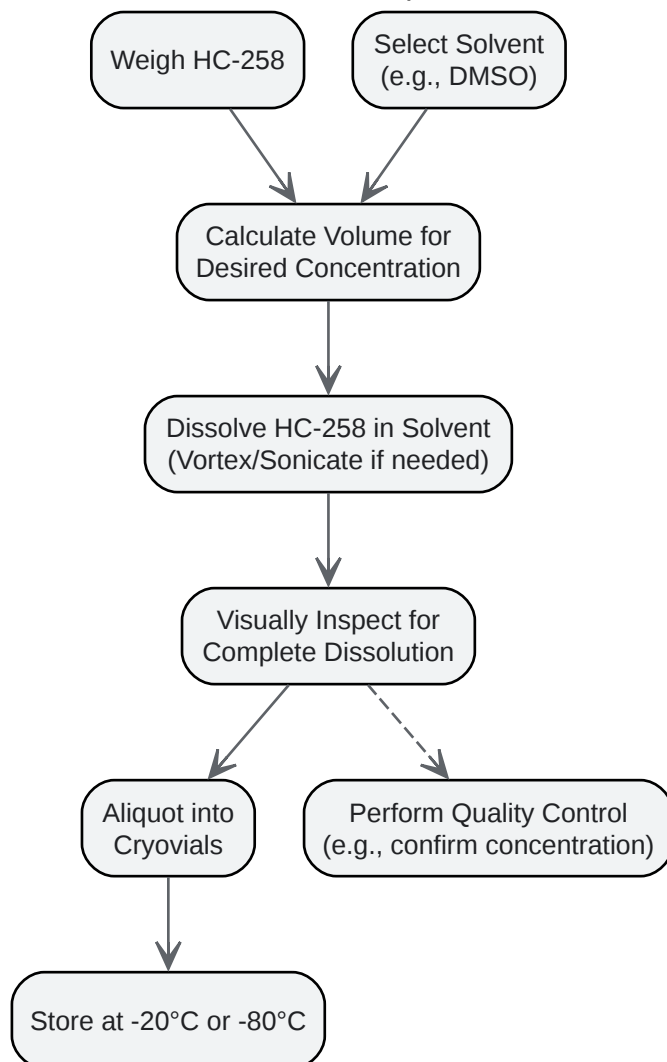 Weigh HC-258
Select Solvent
(e.g., DMSO)
Calculate Volume for
Desired Concentration
Dissolve HC-258 in Solvent
(Vortex/Sonicate if needed)
Visually Inspect for
Complete Dissolution
Aliquot into
Cryovials
Perform Quality Control
(e.g., confirm concentration)
Store at -20°C or -80°C